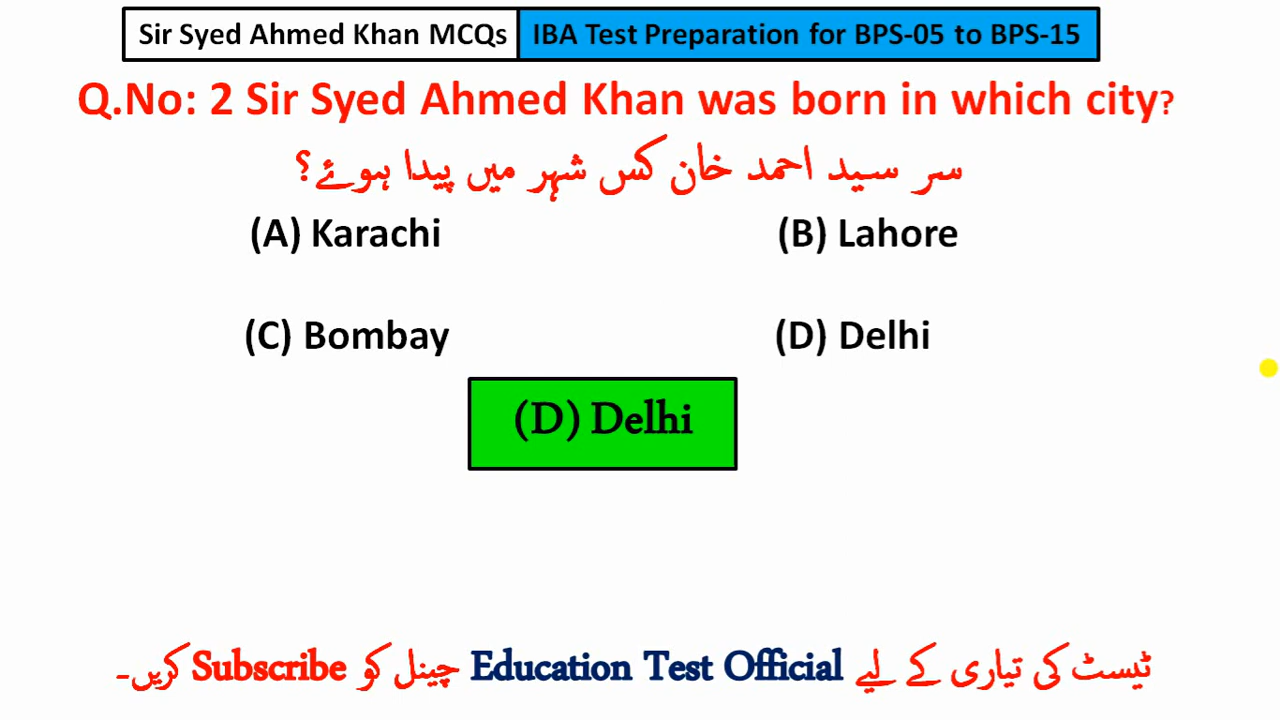 Sir Syed Ahmed Khan MCQs IBA Test Preparation for BPS-05 to BPS-15
Q.No: 2 Sir Syed Ahmed Khan was born in which city?
سر سید احمد خان کس شہر میں پیدا ہوئے؟
(A) Karachi (B) Lahore
(C) Bombay (D) Delhi
(D) Delhi
ٹیسٹ کی تیاری کے لیے Education Test Official چینل کو Subscribe کریں۔